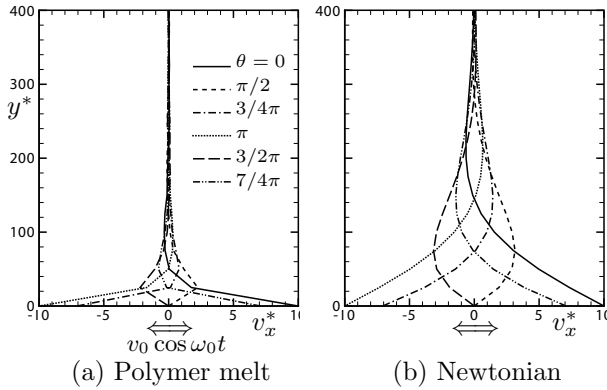 400
400
θ = 0
π/2
300
300
3/4π
y*
π
3/2π
200
200
7/4π
100
100
0
0
-10 -5 0 5 v*x 10
-10 -5 0 5 v*x 10
v0 cos ω0t
(a) Polymer melt
(b) Newtonian